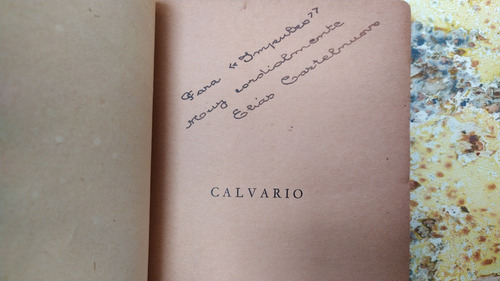 Para «Impulso»
Muy cordialmente
Elías Castelnuovo
CALVARIO